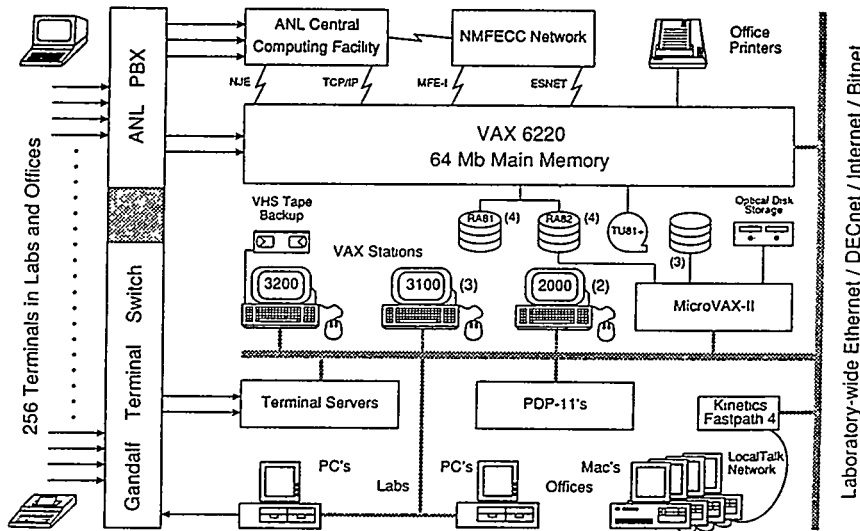 ANL Central
Computing Facility
NMFECC Network
Office
Printers
NJE
TCP/IP
MFE-I
ESNET
ANL PBX
VAX 6220
64 Mb Main Memory
VHS Tape
Backup
RA81
(4)
RA82
(4)
TU81+
(3)
Optical Disk
Storage
VAX Stations
3200
3100
(3)
2000
(2)
MicroVAX-II
256 Terminals in Labs and Offices
Gandalf Terminal Switch
Terminal Servers
PDP-11's
Kinetics
Fastpath 4
PC's
Labs
PC's
Offices
Mac's
LocalTalk
Network
Laboratory-wide Ethernet / DECnet / Internet / Bitnet